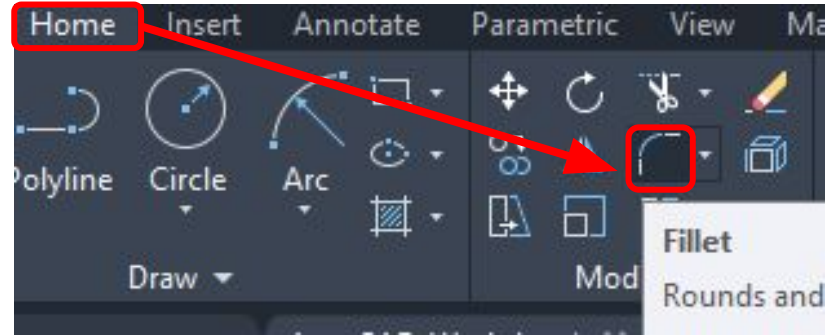 Home Insert Annotate Parametric View
Polyline Circle Arc
Draw
Fillet
Rounds and